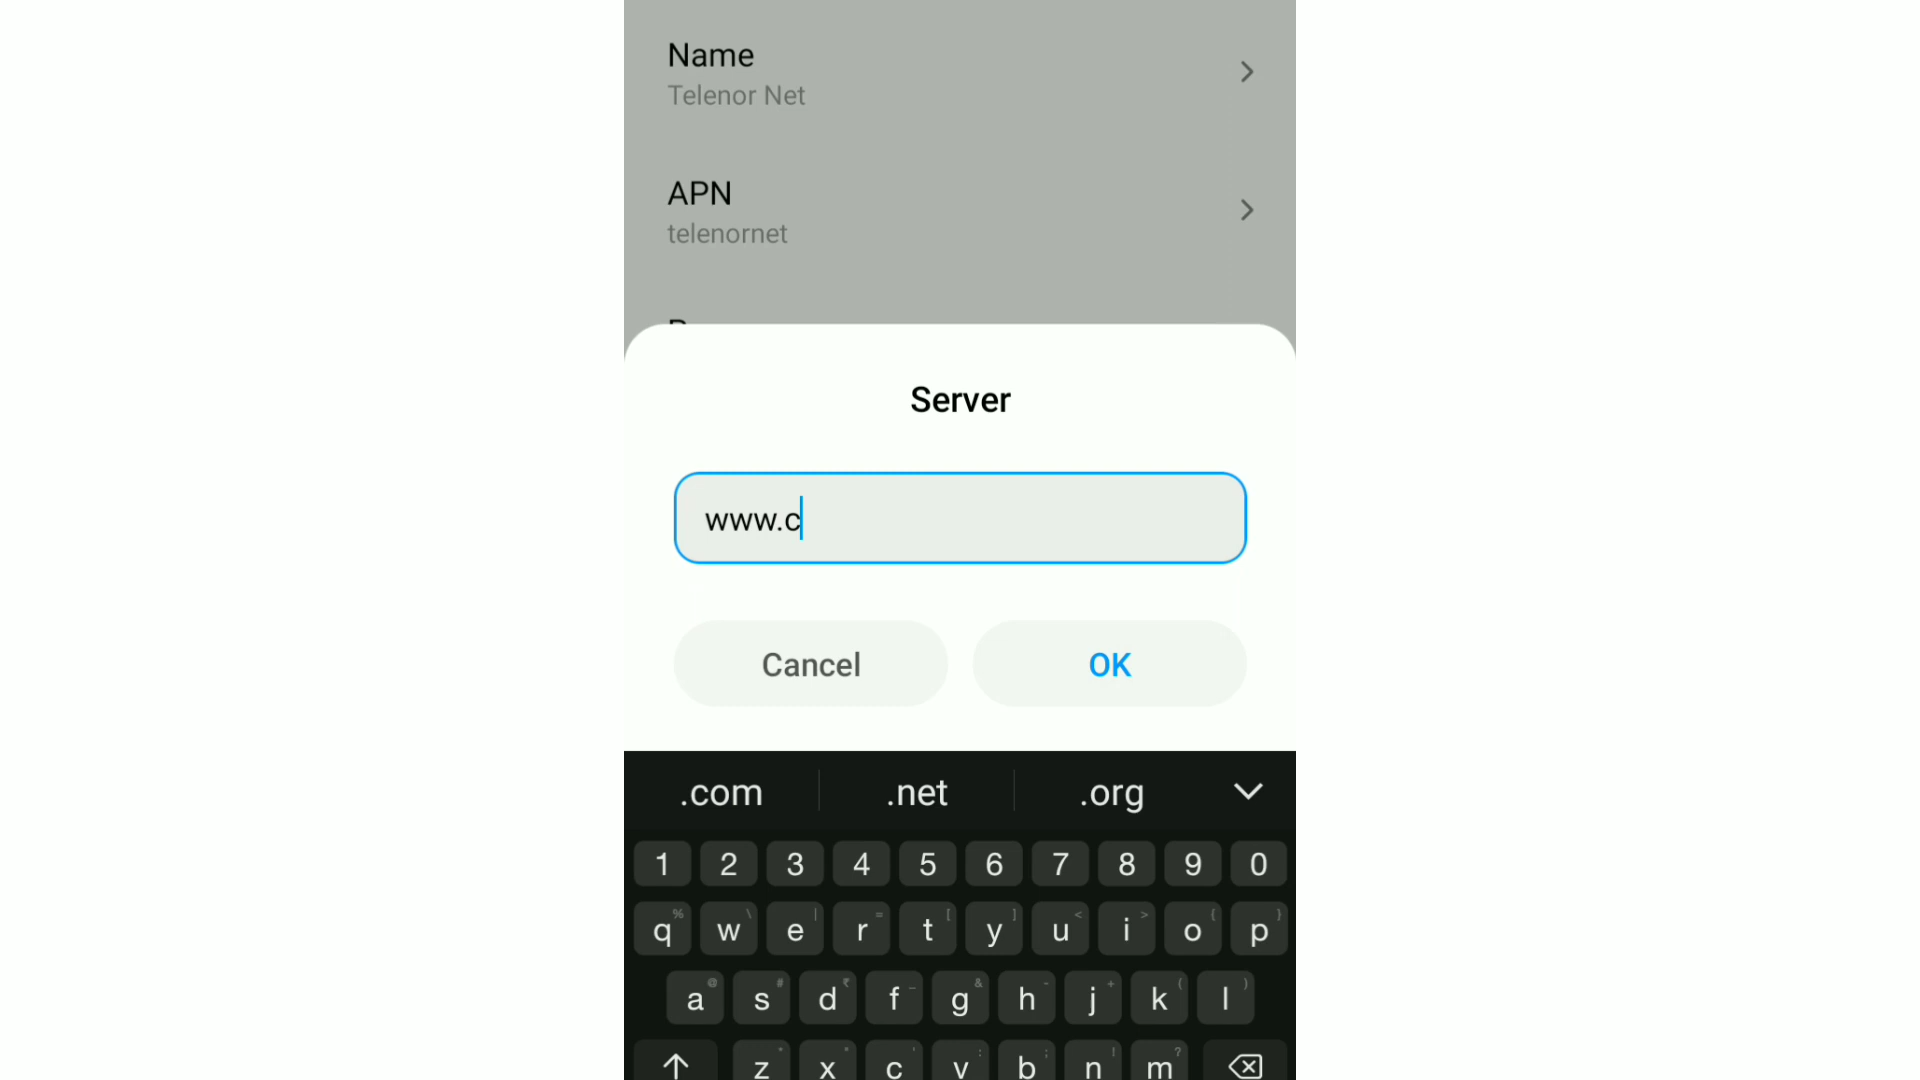 Name
Telenor Net
APN
telenornet
Server
www.c
Cancel OK
.com .net .org
1 2 3 4 5 6 7 8 9 0
% \ | = [ ] < > { }
q w e r t y u i o p
@ # ₹ _ & - + ( )
a s d f g h j k l
z x c v b n m